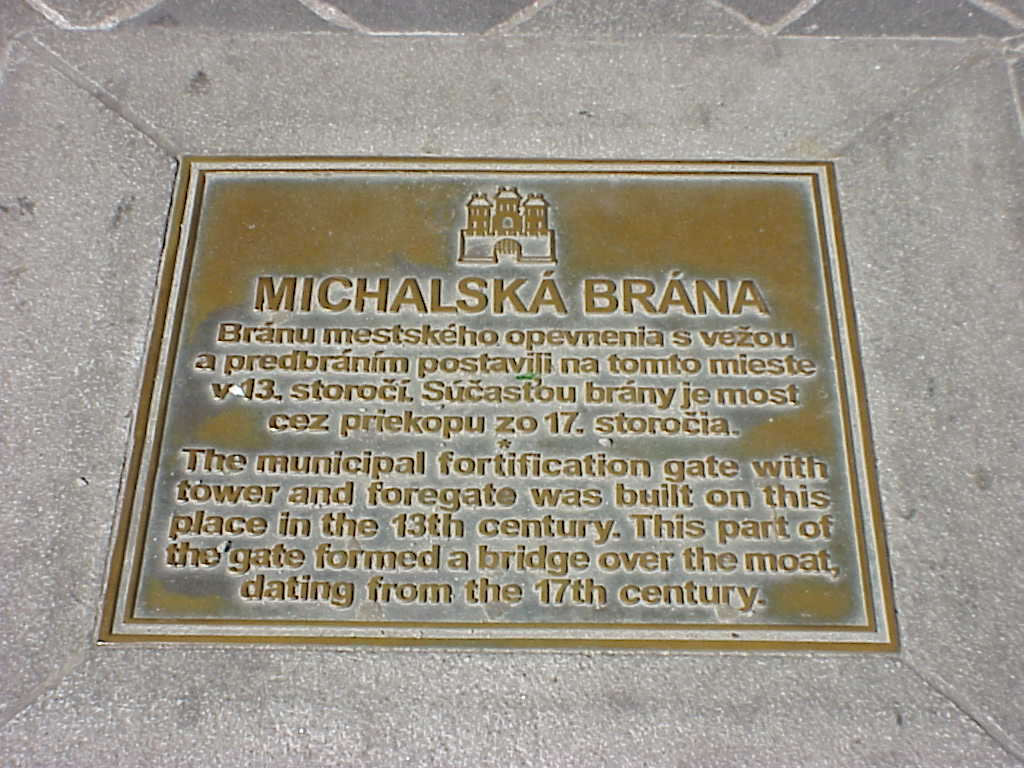 MICHALSKÁ BRÁNA
Bránu mestského opevnenia s vežou
a predbráním postavili na tomto mieste
v 13. storočí. Súčasťou brány je most
cez priekopu zo 17. storočia.
*
The municipal fortification gate with
tower and foregate was built on this
place in the 13th century. This part of
the gate formed a bridge over the moat,
dating from the 17th century.